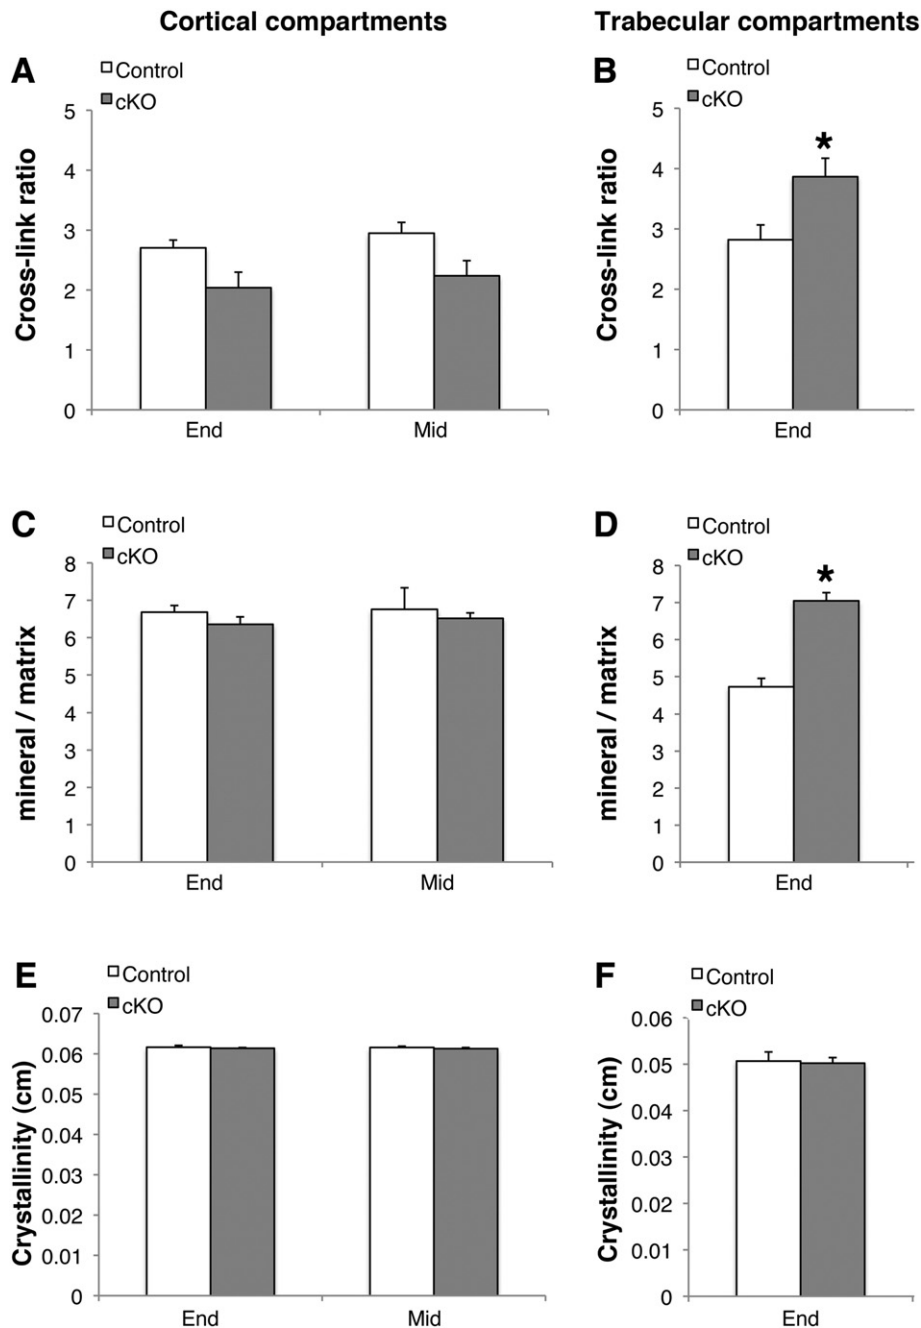 Cortical compartments
Trabecular compartments
A
Control
cKO
Cross-link ratio
5
4
3
2
1
0
End
Mid
B
Control
cKO
Cross-link ratio
5
4
3
2
1
0
*
End
C
Control
cKO
mineral / matrix
8
7
6
5
4
3
2
1
0
End
Mid
D
Control
cKO
mineral / matrix
8
7
6
5
4
3
2
1
0
*
End
E
Control
cKO
Crystallinity (cm)
0.07
0.06
0.05
0.04
0.03
0.02
0.01
0
End
Mid
F
Control
cKO
Crystallinity (cm)
0.06
0.05
0.04
0.03
0.02
0.01
0
End